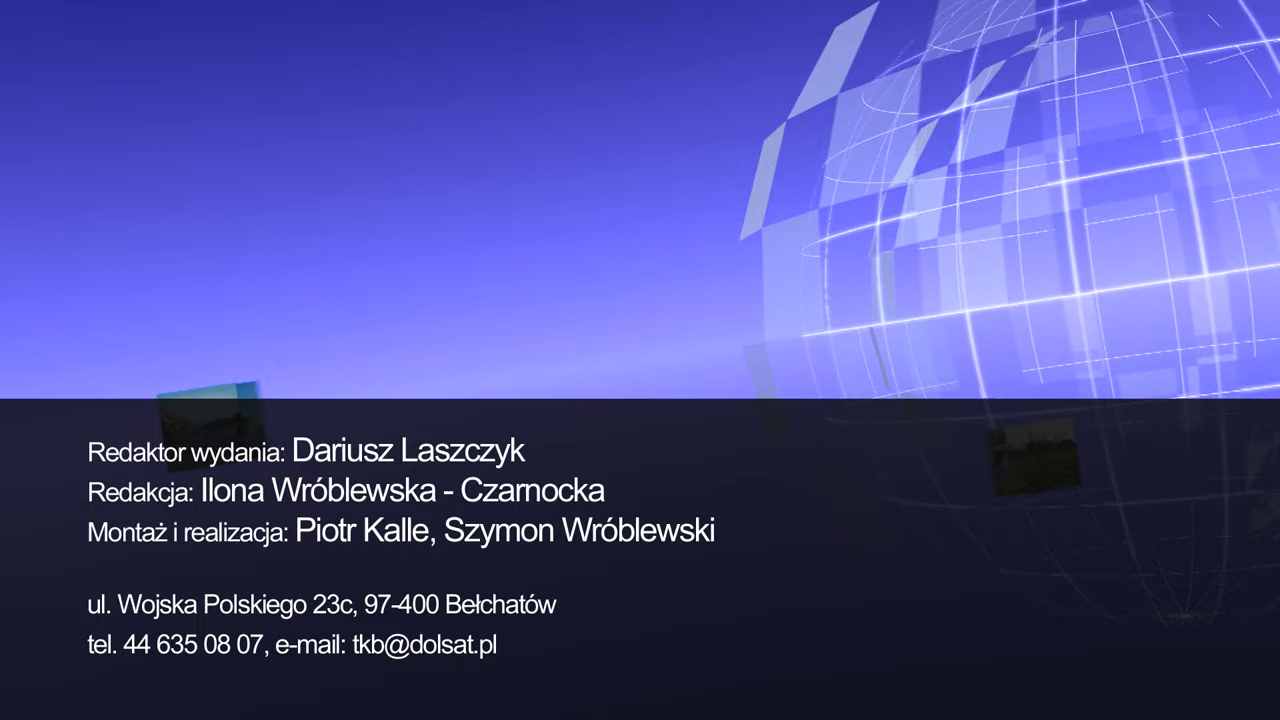 Redaktor wydania: Dariusz Laszczyk
Redakcja: Ilona Wróblewska - Czarnocka
Montaż i realizacja: Piotr Kalle, Szymon Wróblewski
ul. Wojska Polskiego 23c, 97-400 Bełchatów
tel. 44 635 08 07, e-mail: tkb@dolsat.pl